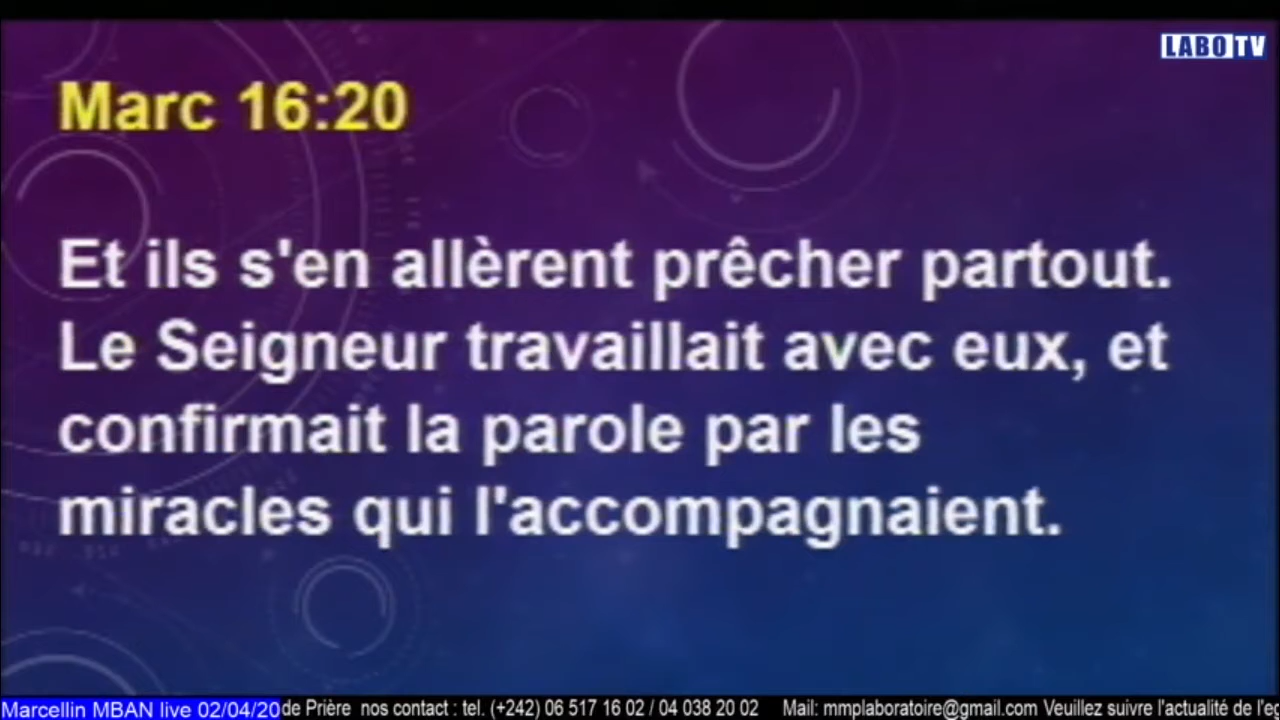 LABO TV
Marc 16:20
Et ils s'en allèrent prêcher partout.
Le Seigneur travaillait avec eux, et
confirmait la parole par les
miracles qui l'accompagnaient.
Marcellin MBAN live 02/04/20 de Prière nos contact : tel. (+242) 06 517 16 02 / 04 038 20 02 Mail: mmplaboratoire@gmail.com Veuillez suivre l'actualité de l'eg